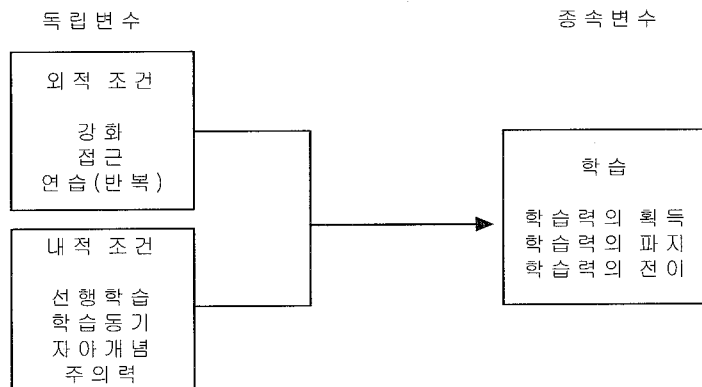 독립변수
외적 조건
강화
접근
연습(반복)
내적 조건
선행학습
학습동기
자아개념
주의력
종속변수
학습
학습력의 획득
학습력의 파지
학습력의 전이